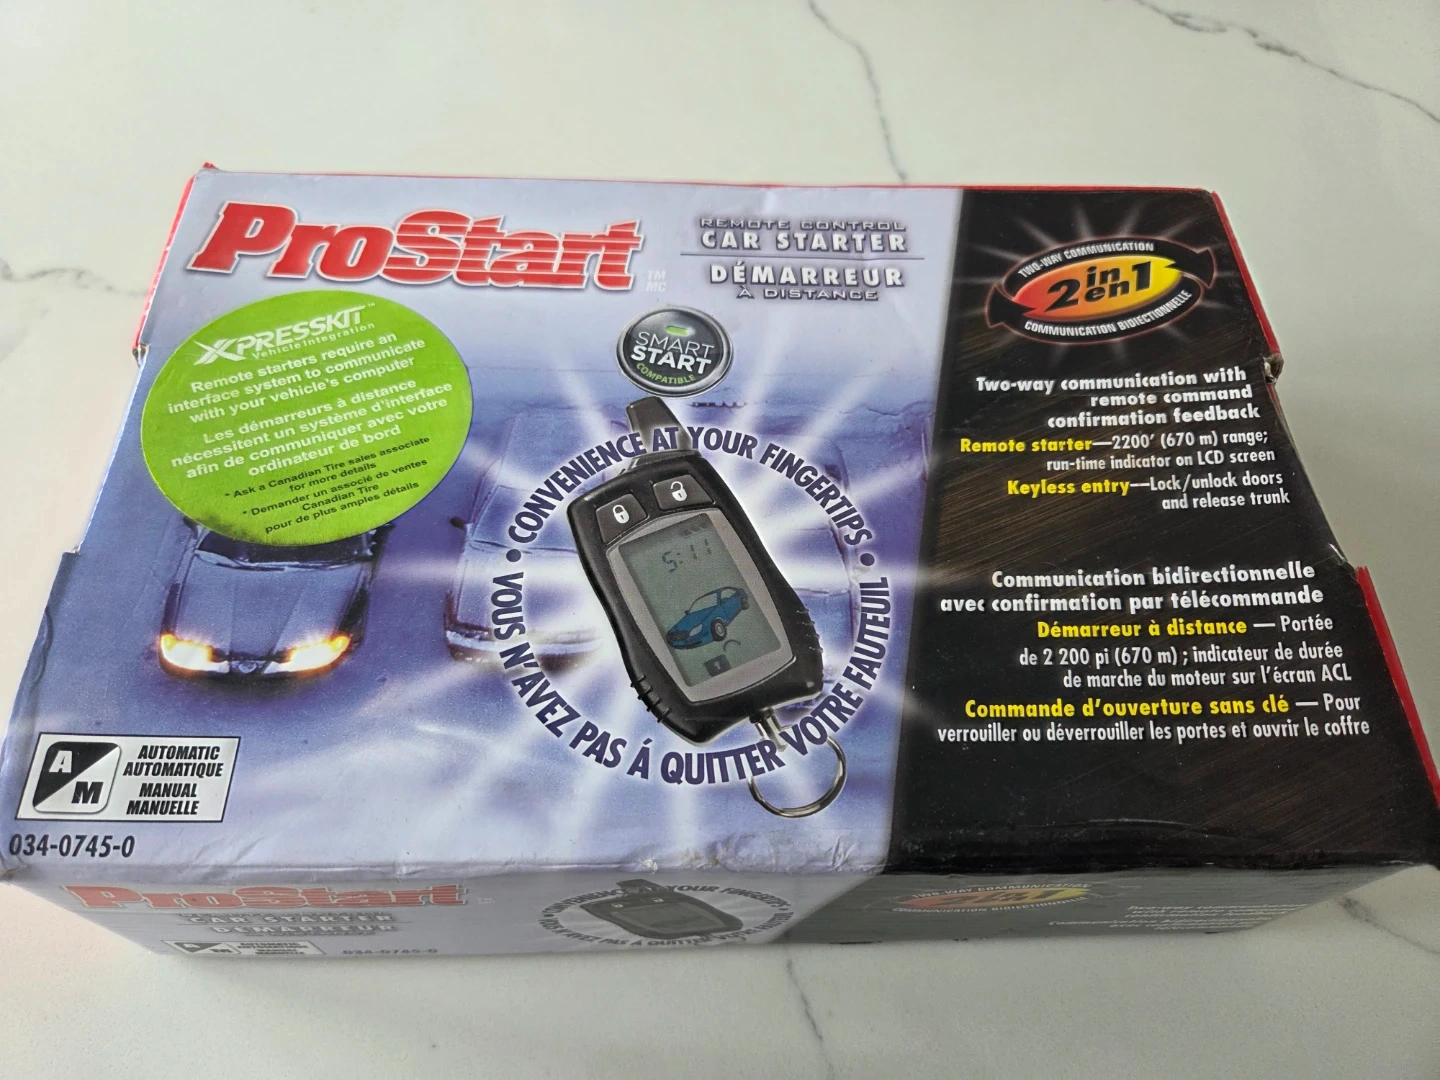 ProStart
TM
MC
REMOTE CONTROL
CAR STARTER
DÉMARREUR
À DISTANCE
XPRESSKIT™
Vehicle Integration
Remote starters require an
interface system to communicate
with your vehicle's computer
Les démarreurs à distance
nécessitent un système d'interface
afin de communiquer avec votre
ordinateur de bord
* Ask a Canadian Tire sales associate
for more details
* Demander un associé de ventes
Canadian Tire
pour de plus amples détails
SMART
START
COMPATIBLE
• CONVENIENCE AT YOUR FINGERTIPS •
VOUS N'AVEZ PAS Á QUITTER VOTRE FAUTEUIL
5:11
TWO-WAY COMMUNICATION
2 in 1
en
COMMUNICATION BIDIRECTIONNELLE
Two-way communication with
remote command
confirmation feedback
Remote starter—2200' (670 m) range;
run-time indicator on LCD screen
Keyless entry—Lock/unlock doors
and release trunk
Communication bidirectionnelle
avec confirmation par télécommande
Démarreur à distance — Portée
de 2 200 pi (670 m) ; indicateur de durée
de marche du moteur sur l'écran ACL
Commande d'ouverture sans clé — Pour
verrouiller ou déverrouiller les portes et ouvrir le coffre
A
M
AUTOMATIC
AUTOMATIQUE
MANUAL
MANUELLE
034-0745-0
ProStart
CAR STARTER
DÉMARREUR
034-0745-0